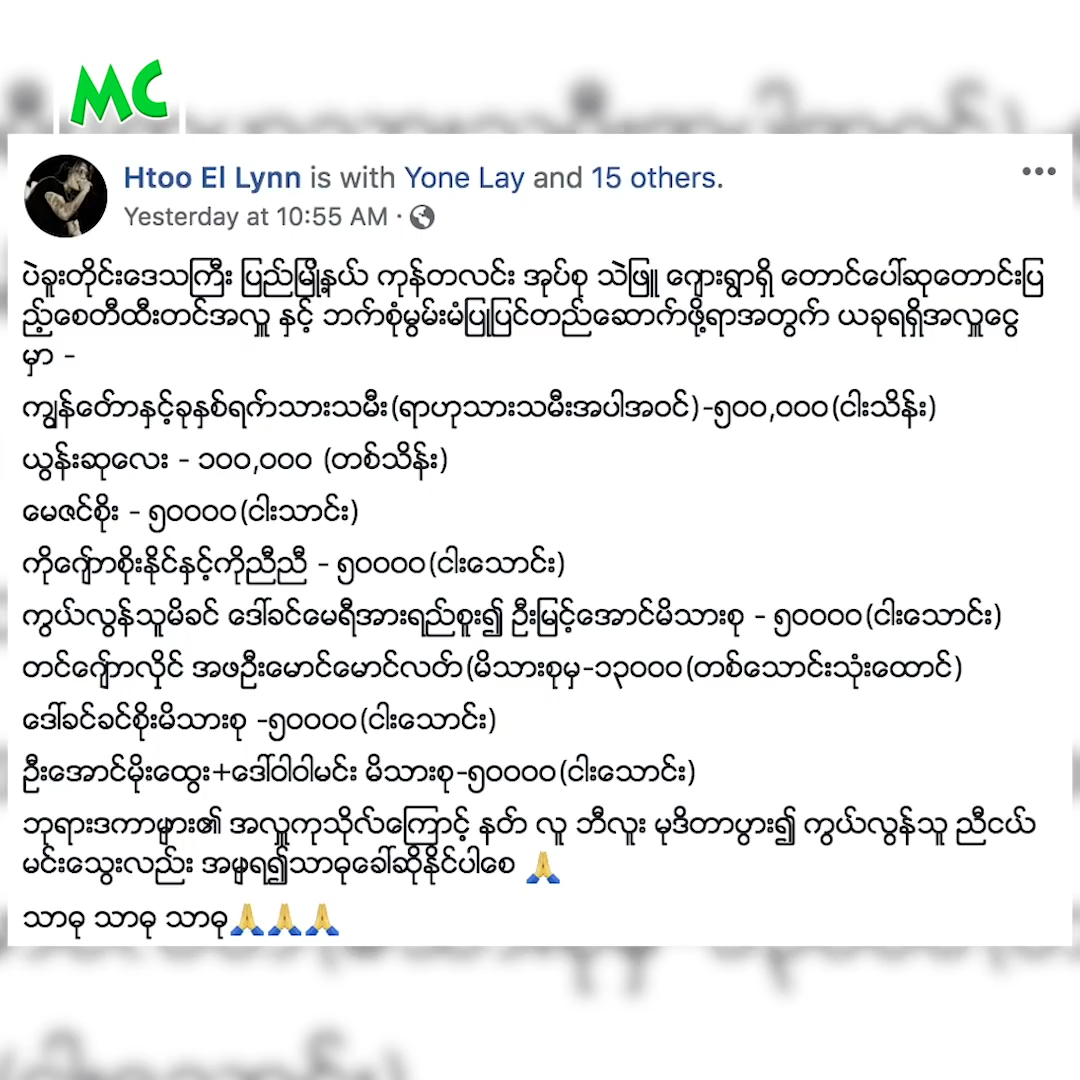 MC
Htoo El Lynn is with Yone Lay and 15 others.
Yesterday at 10:55 AM ·
ပဲခူးတိုင်းဒေသကြီး ပြည်မြို့နယ် ကုန်တလင်း အုပ်စု သဲဖြူ ဂျေားရွာရှိ တောင်ပေါ်ဆုတောင်းပြ
ည့်စေတီထီးတင်အလှူ နှင့် ဘက်စုံမွမ်းမံပြုပြင်တည်ဆောက်ဖို့ရာအတွက် ယခုရရှိအလှူငွေ
မှာ -
ကျွန်တော်နှင့်ခုနှစ်ရက်သားသမီး(ရာဟုသားသမီးအပါအဝင်)-၅၀၀,၀၀၀(ငါးသိန်း)
ယွန်းဆုလေး - ၁၀၀,၀၀၀ (တစ်သိန်း)
မေဇင်စိုး - ၅၀၀၀၀(ငါးသာင်း)
ကိုကျော်စိုးနိုင်နှင့်ကိုညီညီ - ၅၀၀၀၀(ငါးသောင်း)
ကွယ်လွန်သူမိခင် ဒေါ်ခင်မေရီအားရည်စူး၍ ဦးမြင့်အောင်မိသားစု - ၅၀၀၀၀(ငါးသောင်း)
တင်ကျော်လှိုင် အဖဦးမောင်မောင်လတ်(မိသားစုမှ-၁၃၀၀၀(တစ်သောင်းသုံးထောင်)
ဒေါ်ခင်ခင်စိုးမိသားစု -၅၀၀၀၀(ငါးသောင်း)
ဦးအောင်မိုးထွေး+ဒေါ်ဝါဝါမင်း မိသားစု-၅၀၀၀၀(ငါးသောင်း)
ဘုရားဒကာများ၏ အလှူကုသိုလ်ကြောင့် နတ် လူ ဘီလူး မုဒိတာပွား၍ ကွယ်လွန်သူ ညီငယ်
မင်းသွေးလည်း အမျှရ၍သာဓုခေါ်ဆိုနိုင်ပါစေ 🙏
သာဓု သာဓု သာဓု🙏🙏🙏